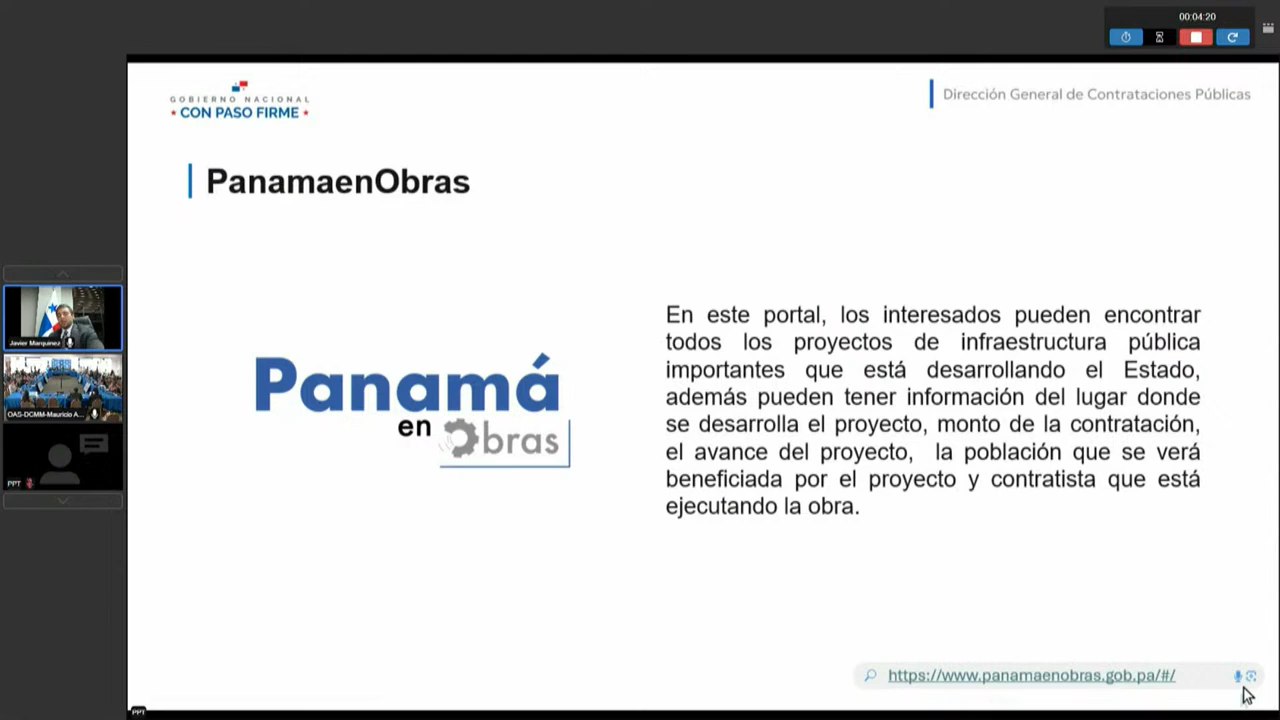 00:04:20
GOBIERNO NACIONAL
CON PASO FIRME
Dirección General de Contrataciones Públicas
PanamaenObras
Javier Marquinez
OAS-DCMM-Mauricio A...
PPT
Panamá
en Obras
En este portal, los interesados pueden encontrar
todos los proyectos de infraestructura pública
importantes que está desarrollando el Estado,
además pueden tener información del lugar donde
se desarrolla el proyecto, monto de la contratación,
el avance del proyecto, la población que se verá
beneficiada por el proyecto y contratista que está
ejecutando la obra.
https://www.panamaenobras.gob.pa/#/
PPT